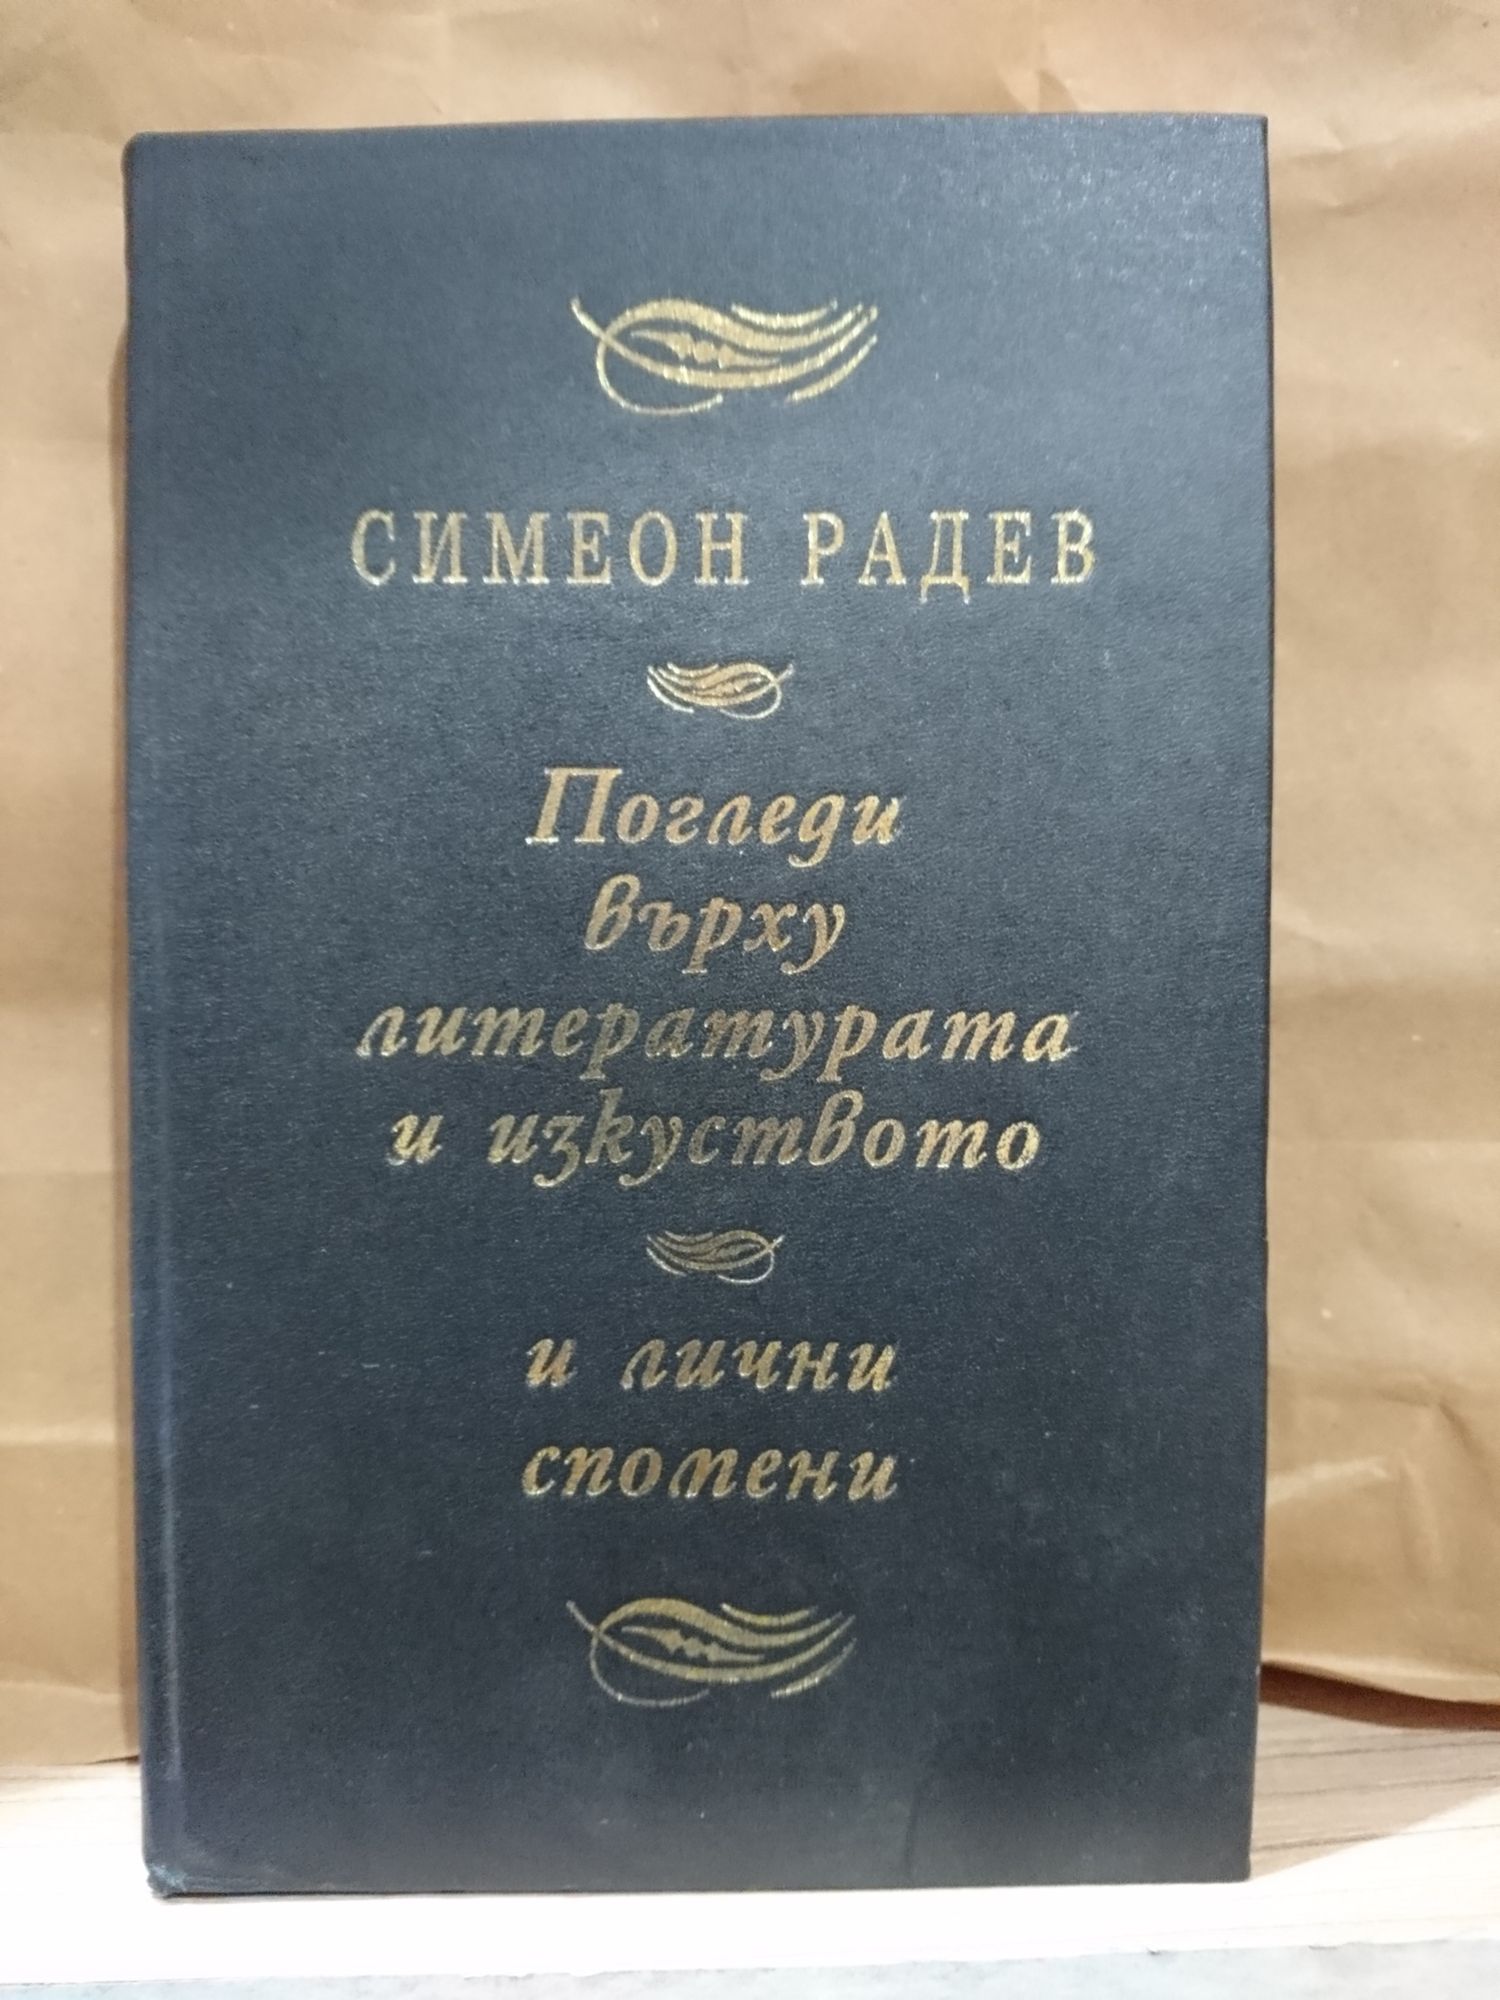 СИМЕОН РАДЕВ
Погледи
върху
литературата
и изкуството
и лични
спомени